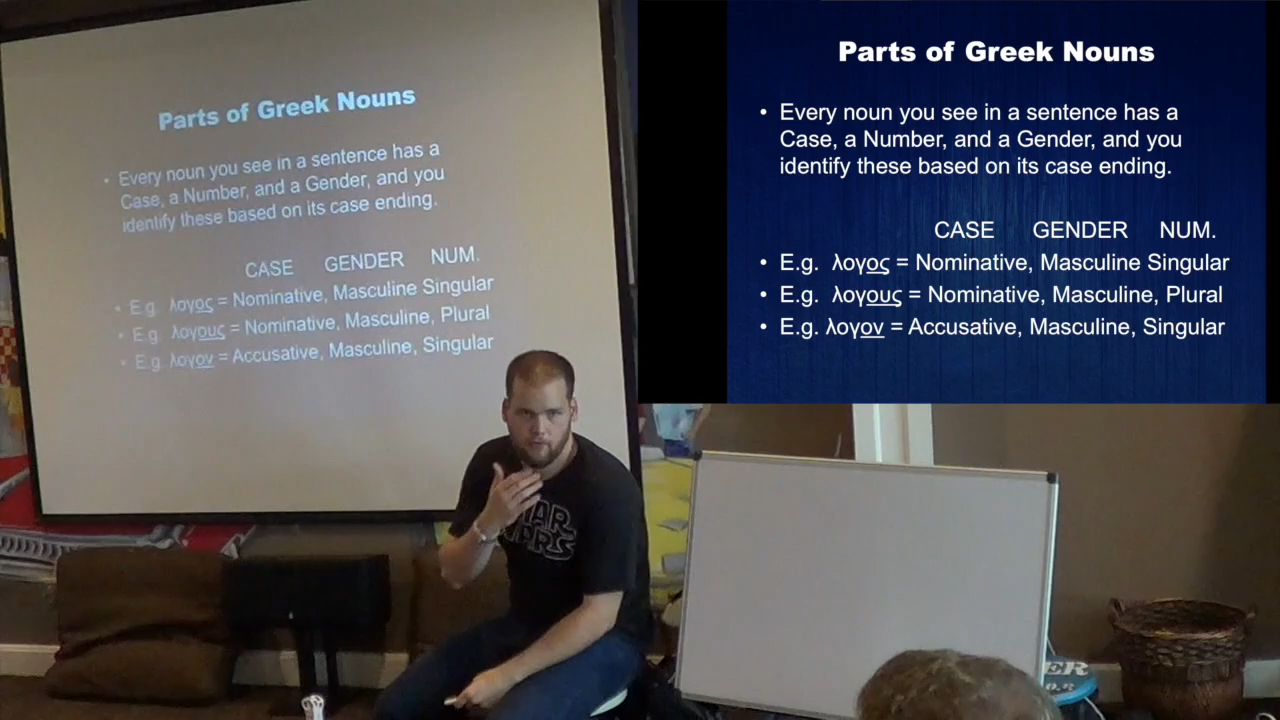 Parts of Greek Nouns
• Every noun you see in a sentence has a
Case, a Number, and a Gender, and you
identify these based on its case ending.
CASE GENDER NUM.
• E.g. λογος = Nominative, Masculine Singular
• E.g. λογους = Nominative, Masculine, Plural
• E.g. λογον = Accusative, Masculine, Singular
Parts of Greek Nouns
• Every noun you see in a sentence has a
Case, a Number, and a Gender, and you
identify these based on its case ending.
CASE GENDER NUM.
• E.g. λογος = Nominative, Masculine Singular
• E.g. λογους = Nominative, Masculine, Plural
• E.g. λογον = Accusative, Masculine, Singular